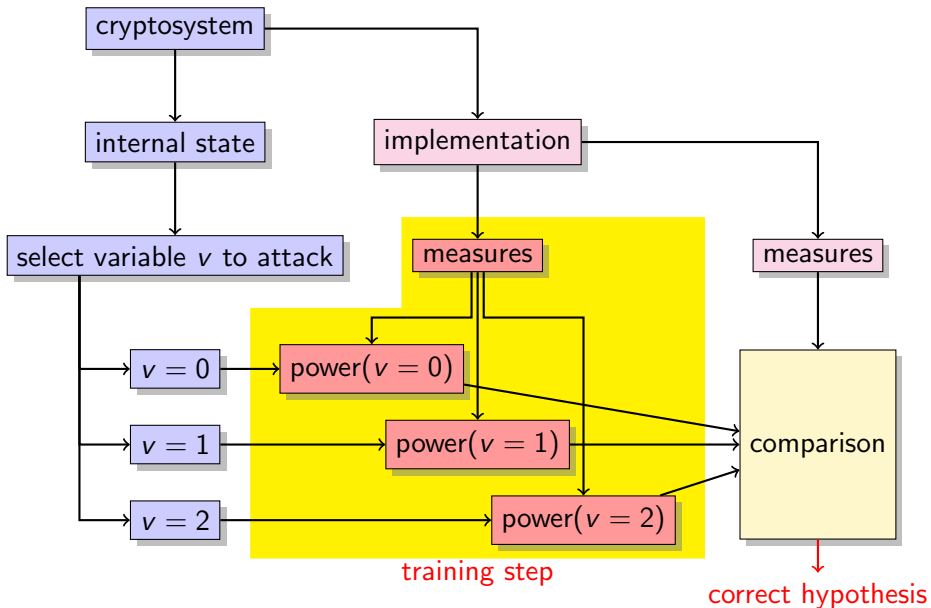 cryptosystem
internal state
implementation
select variable v to attack
measures
measures
v = 0
power(v = 0)
v = 1
power(v = 1)
comparison
v = 2
power(v = 2)
training step
correct hypothesis